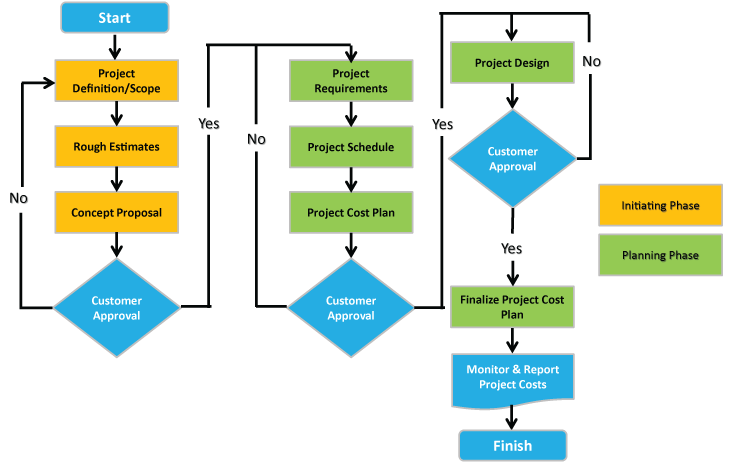 Start
Project
Definition/Scope
Rough Estimates
Concept Proposal
Customer
Approval
No
Yes
Project
Requirements
Project Schedule
Project Cost Plan
Customer
Approval
No
Yes
Project Design
Customer
Approval
No
Yes
Finalize Project Cost
Plan
Monitor & Report
Project Costs
Finish
Initiating Phase
Planning Phase